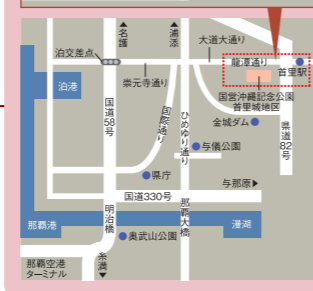 ▲名護
▲浦添
大道大通り
泊交差点
龍潭通り
首里駅
泊港
崇元寺通り
国営沖縄記念公園
首里城地区
国道58号
国際通り
ひめゆり通り
金城ダム
県道82号
与儀公園
県庁
与那原▶
国道330号
那覇港
明治橋
那覇大橋
漫湖
奥武山公園
糸満▼
那覇空港
ターミナル